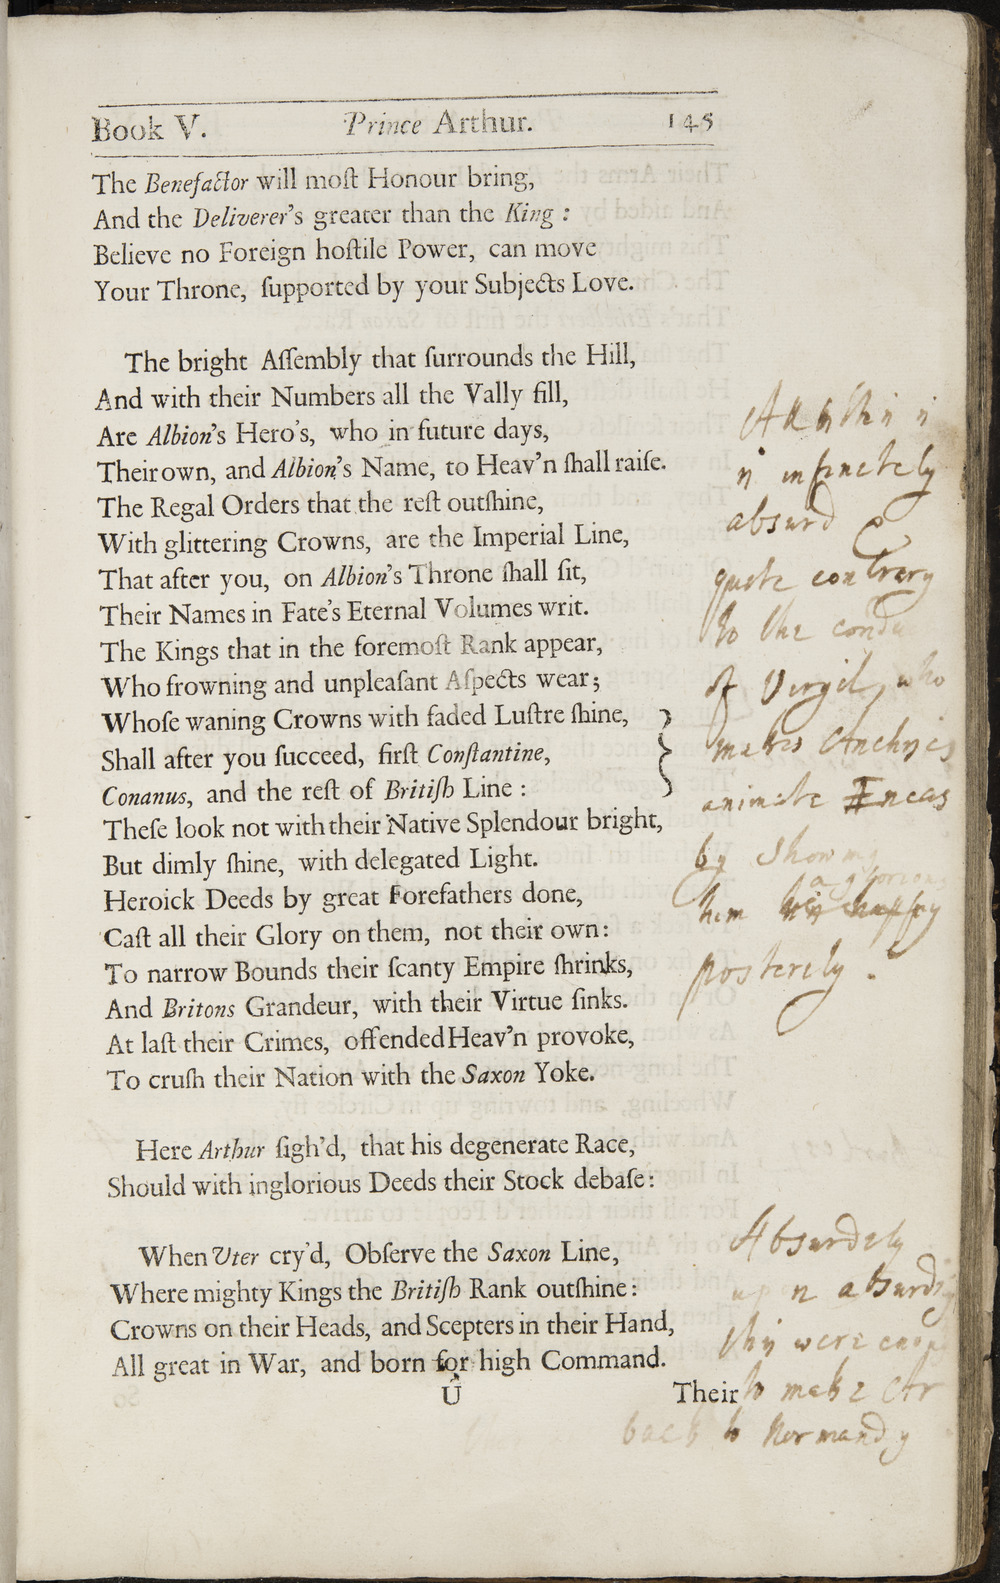 Book V. Prince Arthur. 145
The Benefactor will moſt Honour bring,
And the Deliverer's greater than the King :
Believe no Foreign hoſtile Power, can move
Your Throne, ſupported by your Subjects Love.
The bright Aſſembly that ſurrounds the Hill,
And with their Numbers all the Vally fill,
Are Albion's Hero's, who in future days,
Their own, and Albion's Name, to Heav'n ſhall raiſe.
The Regal Orders that the reſt outſhine,
With glittering Crowns, are the Imperial Line,
That after you, on Albion's Throne ſhall ſit,
Their Names in Fate's Eternal Volumes writ.
The Kings that in the foremoſt Rank appear,
Who frowning and unpleaſant Aſpects wear;
Whoſe waning Crowns with faded Luſtre ſhine,
Shall after you ſucceed, firſt Conſtantine,
Conanus, and the reſt of Britiſh Line :
Theſe look not with their Native Splendour bright,
But dimly ſhine, with delegated Light.
Heroick Deeds by great Forefathers done,
Caſt all their Glory on them, not their own:
To narrow Bounds their ſcanty Empire ſhrinks,
And Britons Grandeur, with their Virtue ſinks.
At laſt their Crimes, offended Heav'n provoke,
To cruſh their Nation with the Saxon Yoke.
Here Arthur ſigh'd, that his degenerate Race,
Should with inglorious Deeds their Stock debaſe:
When Uter cry'd, Obſerve the Saxon Line,
Where mighty Kings the Britiſh Rank outſhine:
Crowns on their Heads, and Scepters in their Hand,
All great in War, and born for high Command.
U Their
All this is
is infinetely
absurd &
quite contrary
to the condu
of Virgil, who
makes Anchyses
animate Eneas
by showing
a glorious
them his happy
posterity.
Absurdety
upon absurdity
this were
to make Ar
back to Normandy